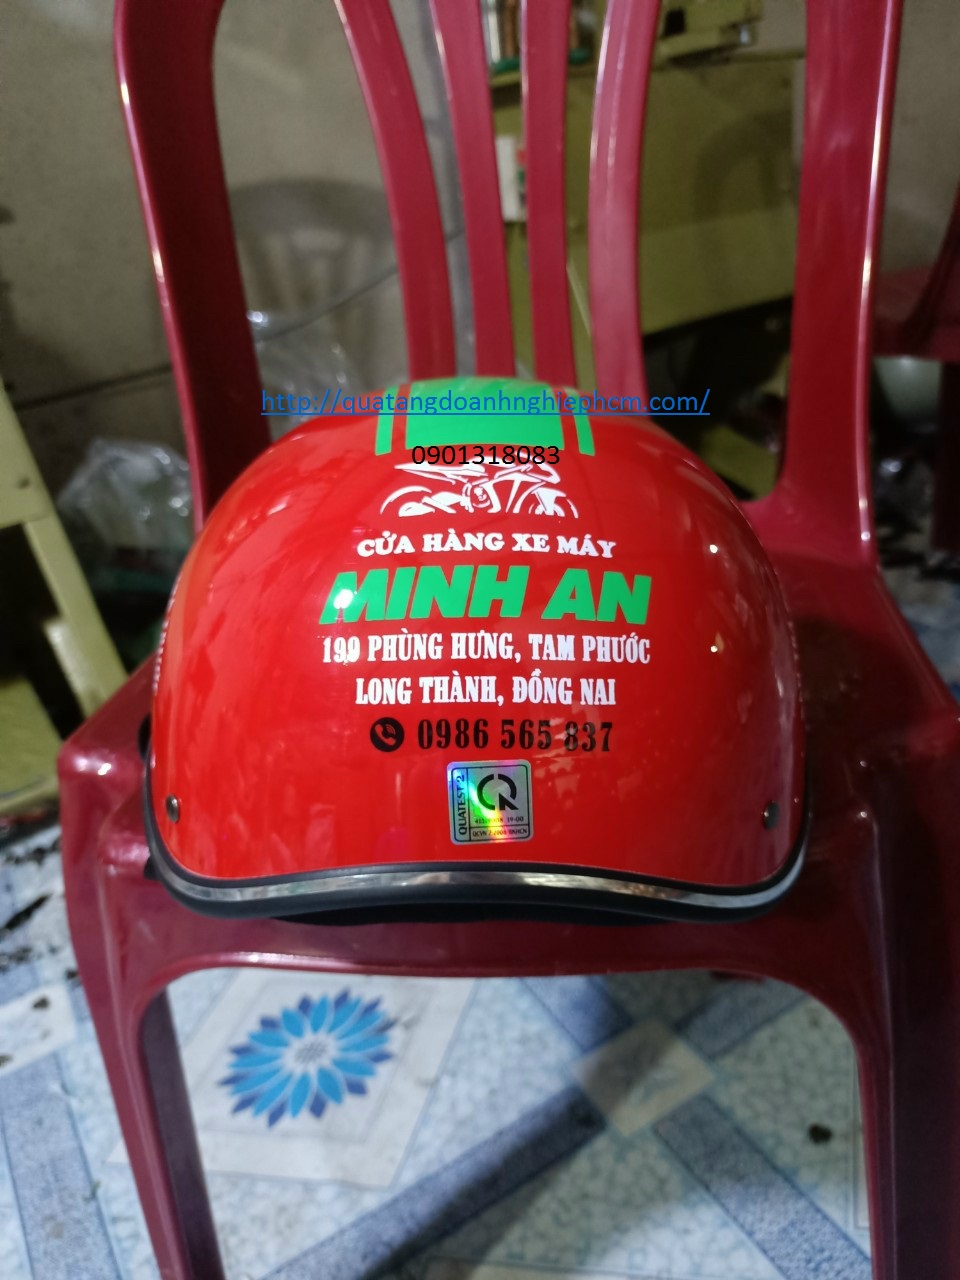 http://quatangdoanhnghiephcm.com/
0901318083
CỬA HÀNG XE MÁY
MINH AN
PHÙNG HƯNG, TAM PHƯỚC
LONG THÀNH, ĐỒNG NAI
0986 565 837
QUATEST 2
CR